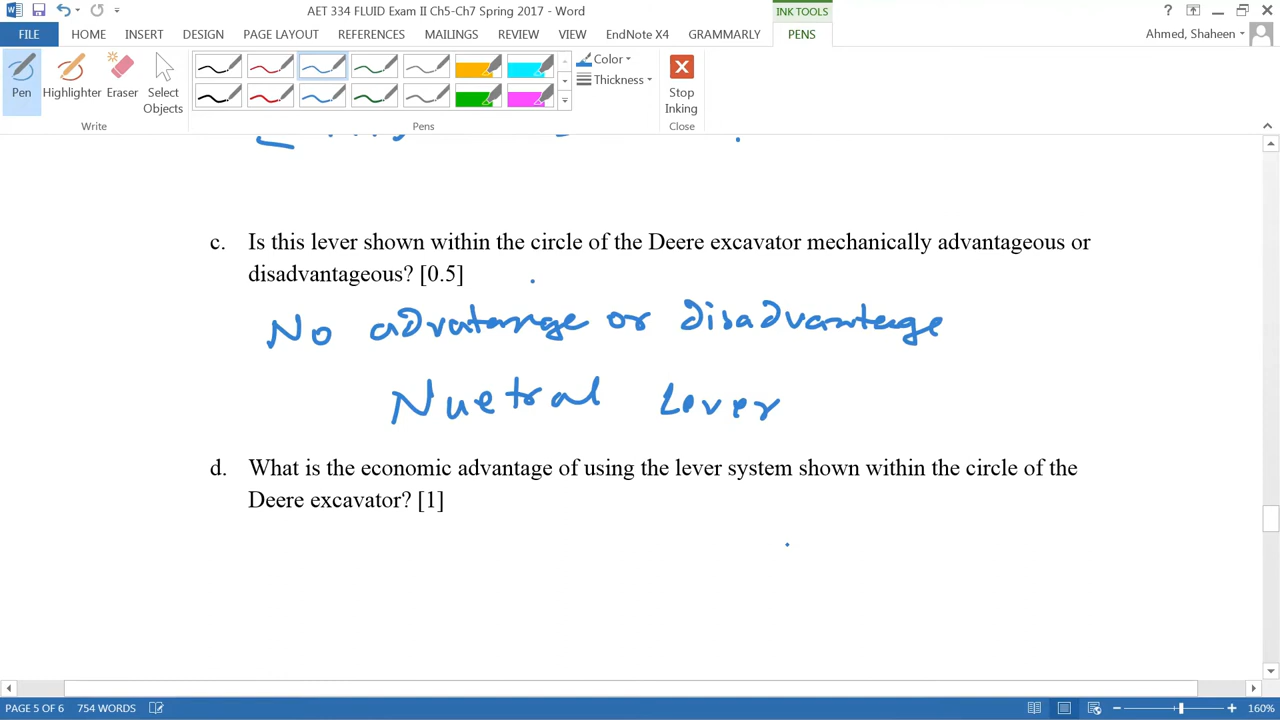 AET 334 FLUID Exam II Ch5-Ch7 Spring 2017 - Word
INK TOOLS
FILE HOME INSERT DESIGN PAGE LAYOUT REFERENCES MAILINGS REVIEW VIEW EndNote X4 GRAMMARLY PENS Ahmed, Shaheen
Pen Highlighter Eraser Select Objects
Color
Thickness
Stop Inking
Write Pens Close
c. Is this lever shown within the circle of the Deere excavator mechanically advantageous or
disadvantageous? [0.5]
No advatange or disadvantage
Nuetral Lever
d. What is the economic advantage of using the lever system shown within the circle of the
Deere excavator? [1]
PAGE 5 OF 6 754 WORDS 160%